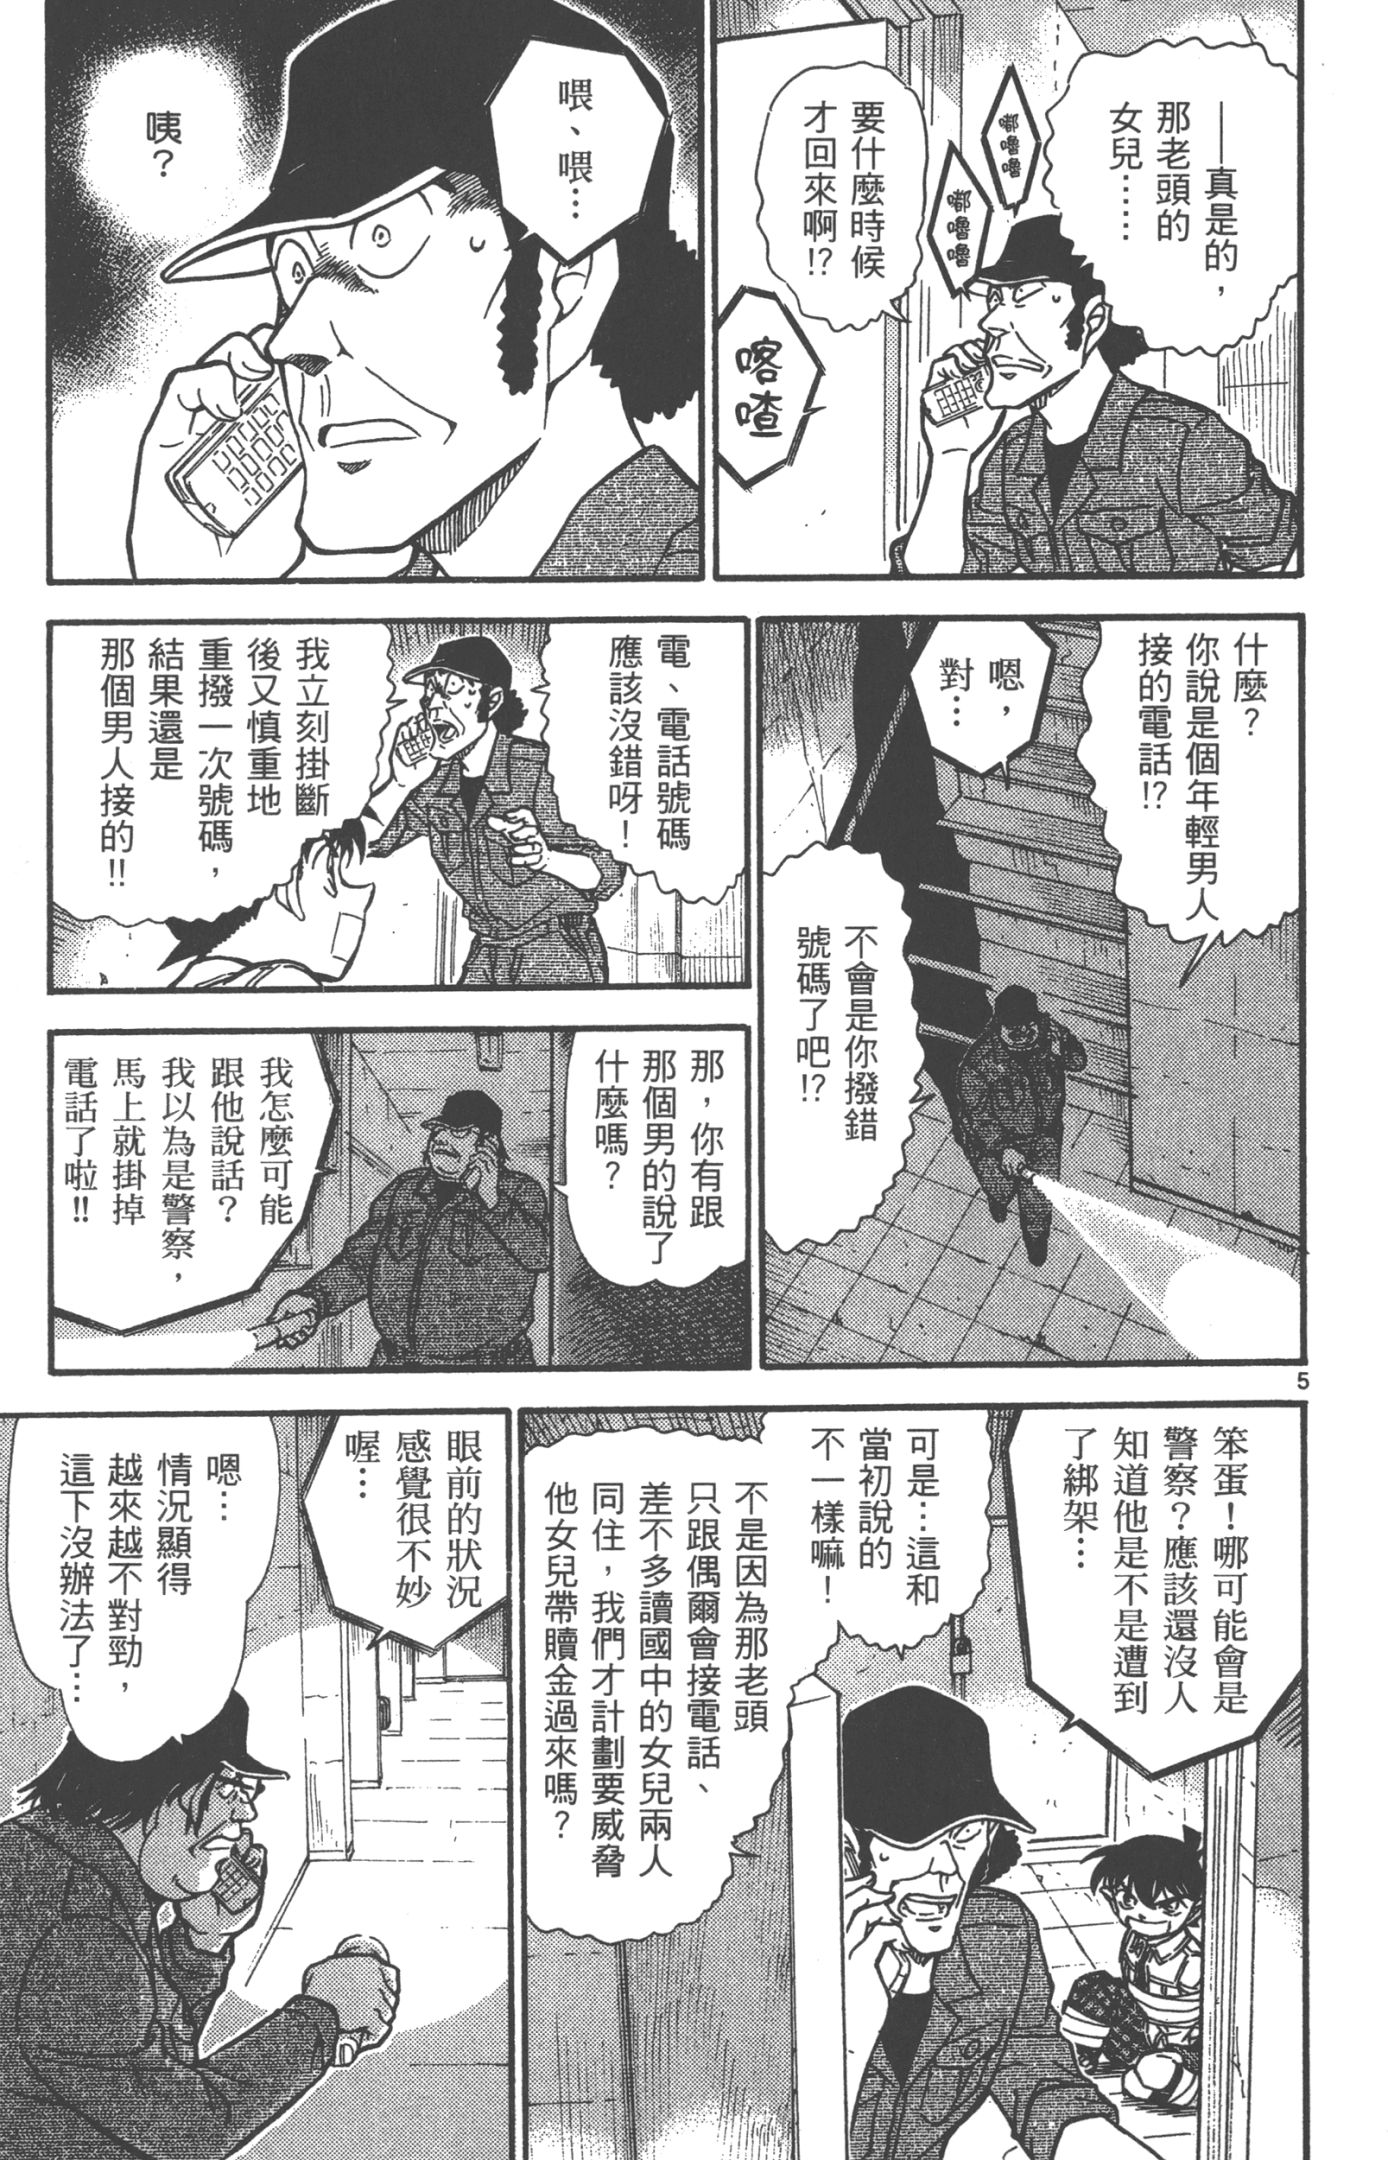 ——真是的，
那老頭的
女兒……
嘟嚕嚕
嘟嚕嚕
要什麼時候
才回來啊!?
喀喳
喂、喂…
咦？
什麼？
你說是個年輕男人
接的電話!?
嗯，
對…
不會是你撥錯
號碼了吧!?
電、電話號碼
應該沒錯呀！
我立刻掛斷
後又慎重地
重撥一次號碼，
結果還是
那個男人接的!!
那，你有跟
那個男的說了
什麼嗎？
我怎麼可能
跟他說話？
我以為是警察，
馬上就掛掉
電話了啦!!
5
笨蛋！哪可能會是
警察？應該還沒人
知道他是不是遭到
了綁架…
可是…這和
當初說的
不一樣嘛！
不是因為那老頭
只跟偶爾會接電話、
差不多讀國中的女兒兩人
同住，我們才計劃要威脅
他女兒帶贖金過來嗎？
眼前的狀況
感覺很不妙
喔…
嗯…
情況顯得
越來越不對勁，
這下沒辦法了…